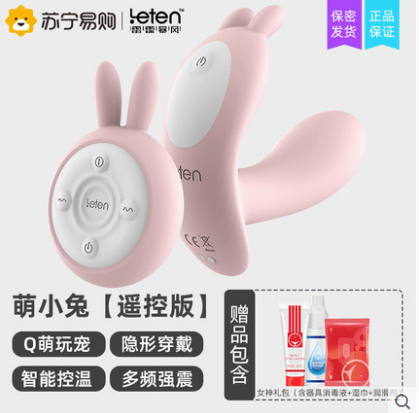 苏宁易购
leten
雷霆暴风
保密
发货
正品
保证
leten
leten
CE
萌小兔【遥控版】
Q萌玩宠
隐形穿戴
智能控温
多频强震
赠品包含
女神礼包（含器具消毒液+湿巾+润滑